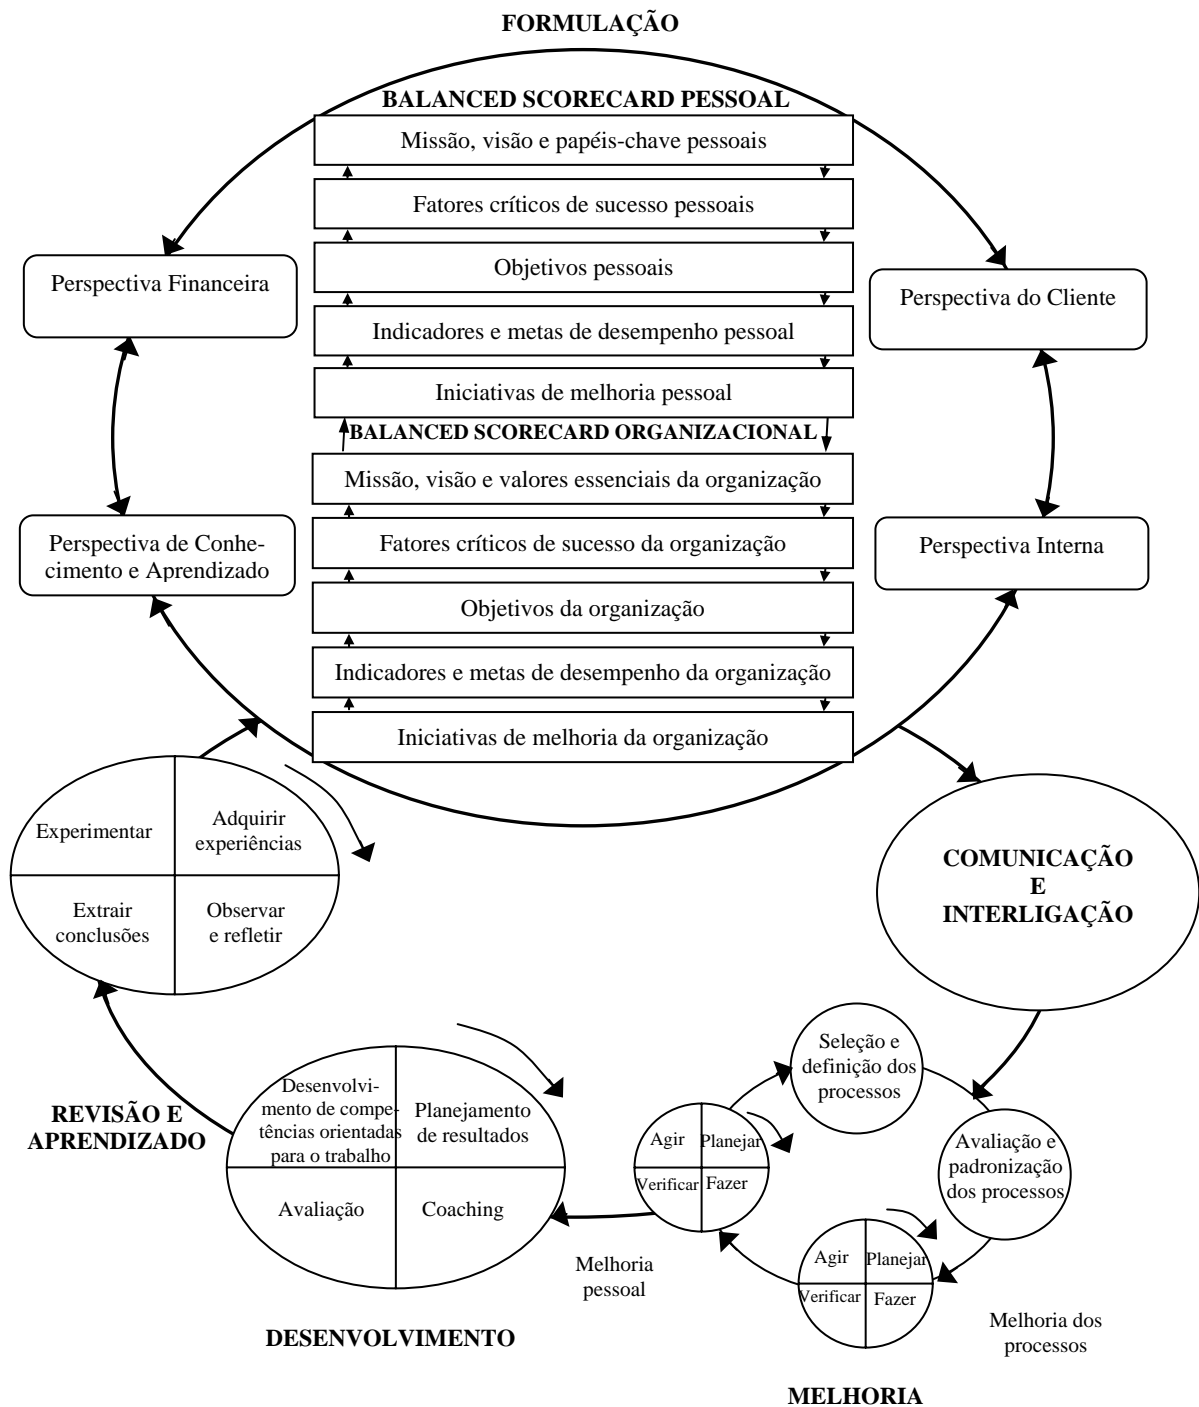 FORMULAÇÃO
BALANCED SCORECARD PESSOAL
Missão, visão e papéis-chave pessoais
Fatores críticos de sucesso pessoais
Objetivos pessoais
Indicadores e metas de desempenho pessoal
Iniciativas de melhoria pessoal
BALANCED SCORECARD ORGANIZACIONAL
Missão, visão e valores essenciais da organização
Fatores críticos de sucesso da organização
Objetivos da organização
Indicadores e metas de desempenho da organização
Iniciativas de melhoria da organização
Perspectiva Financeira
Perspectiva do Cliente
Perspectiva de Conhe-
cimento e Aprendizado
Perspectiva Interna
Experimentar
Adquirir
experiências
Extrair
conclusões
Observar
e refletir
COMUNICAÇÃO
E
INTERLIGAÇÃO
REVISÃO E
APRENDIZADO
Desenvolvi-
mento de compe-
tências orientadas
para o trabalho
Planejamento
de resultados
Avaliação
Coaching
DESENVOLVIMENTO
Seleção e
definição dos
processos
Agir
Planejar
Verificar
Fazer
Avaliação e
padronização
dos processos
Agir
Planejar
Verificar
Fazer
Melhoria
pessoal
Melhoria dos
processos
MELHORIA